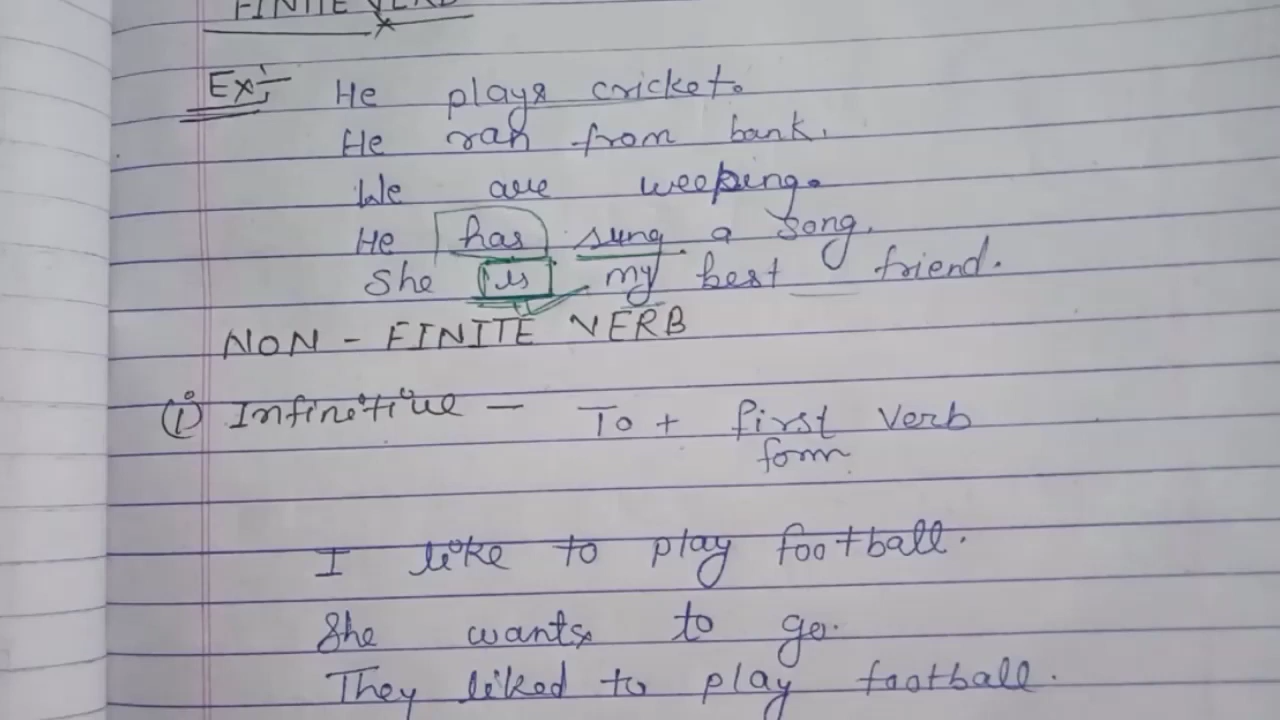 FINITE VERB
Ex:- He plays cricket.
He ran from bank.
We are weeping.
He has sung a song.
She is my best friend.
NON - FINITE VERB
(i) Infinitive - To + first verb
form
I like to play football.
She wants to go.
They liked to play football.